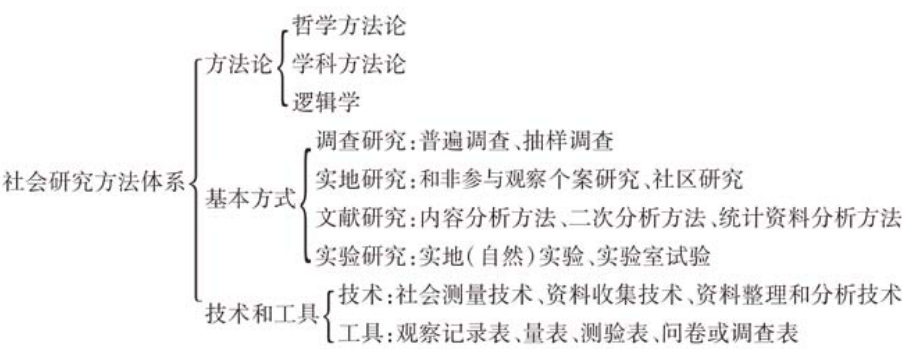 哲学方法论
方法论
学科方法论
逻辑学
调查研究:普遍调查、抽样调查
社会研究方法体系
实地研究:和非参与观察个案研究、社区研究
基本方式
文献研究:内容分析方法、二次分析方法、统计资料分析方法
实验研究:实地(自然)实验、实验室试验
技术和工具
技术:社会测量技术、资料收集技术、资料整理和分析技术
工具:观察记录表、量表、测验表、问卷或调查表